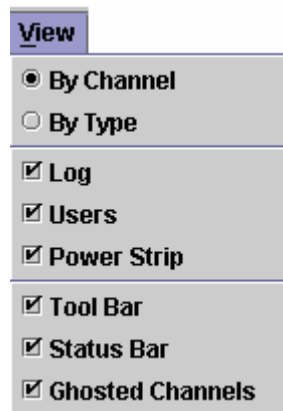 View
By Channel
By Type
Log
Users
Power Strip
Tool Bar
Status Bar
Ghosted Channels